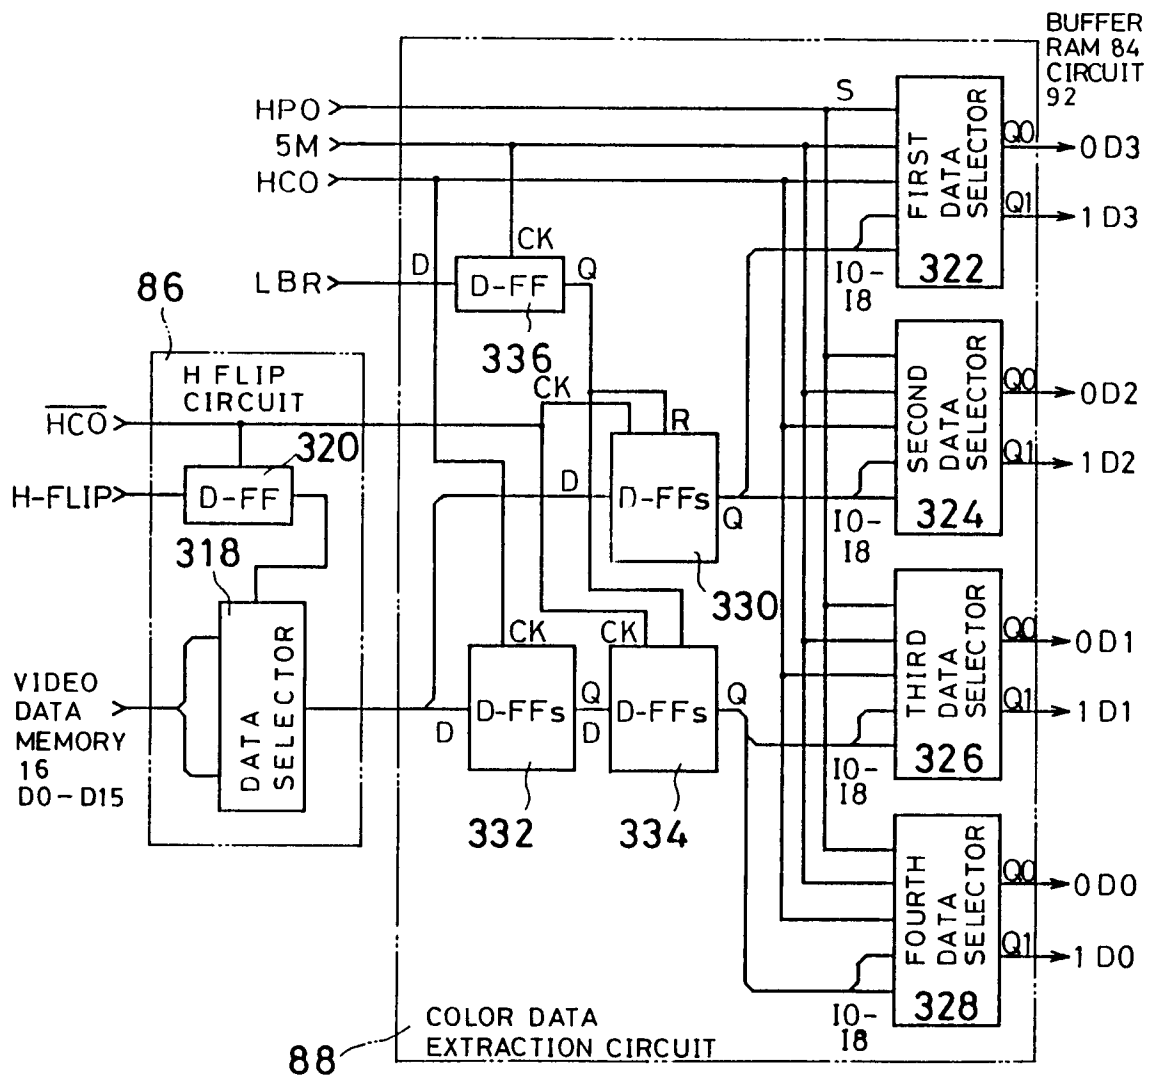 BUFFER
RAM 84
CIRCUIT
92
HPO
S
5M
HCO
FIRST
DATA
SELECTOR
322
Q0
0D3
Q1
1D3
I0-
I8
CK
D
Q
LBR
D-FF
336
86
H FLIP
CIRCUIT
SECOND
DATA
SELECTOR
324
Q0
0D2
Q1
1D2
I0-
I8
CK
R
H̅C̅O̅
320
H-FLIP
D-FF
D
D-FFs
Q
330
318
DATA
SELECTOR
VIDEO
DATA
MEMORY
16
D0-D15
CK
CK
D
D-FFs
Q
D
D-FFs
Q
332
334
THIRD
DATA
SELECTOR
326
Q0
0D1
Q1
1D1
I0-
I8
FOURTH
DATA
SELECTOR
328
Q0
0D0
Q1
1D0
I0-
I8
88
COLOR DATA
EXTRACTION CIRCUIT